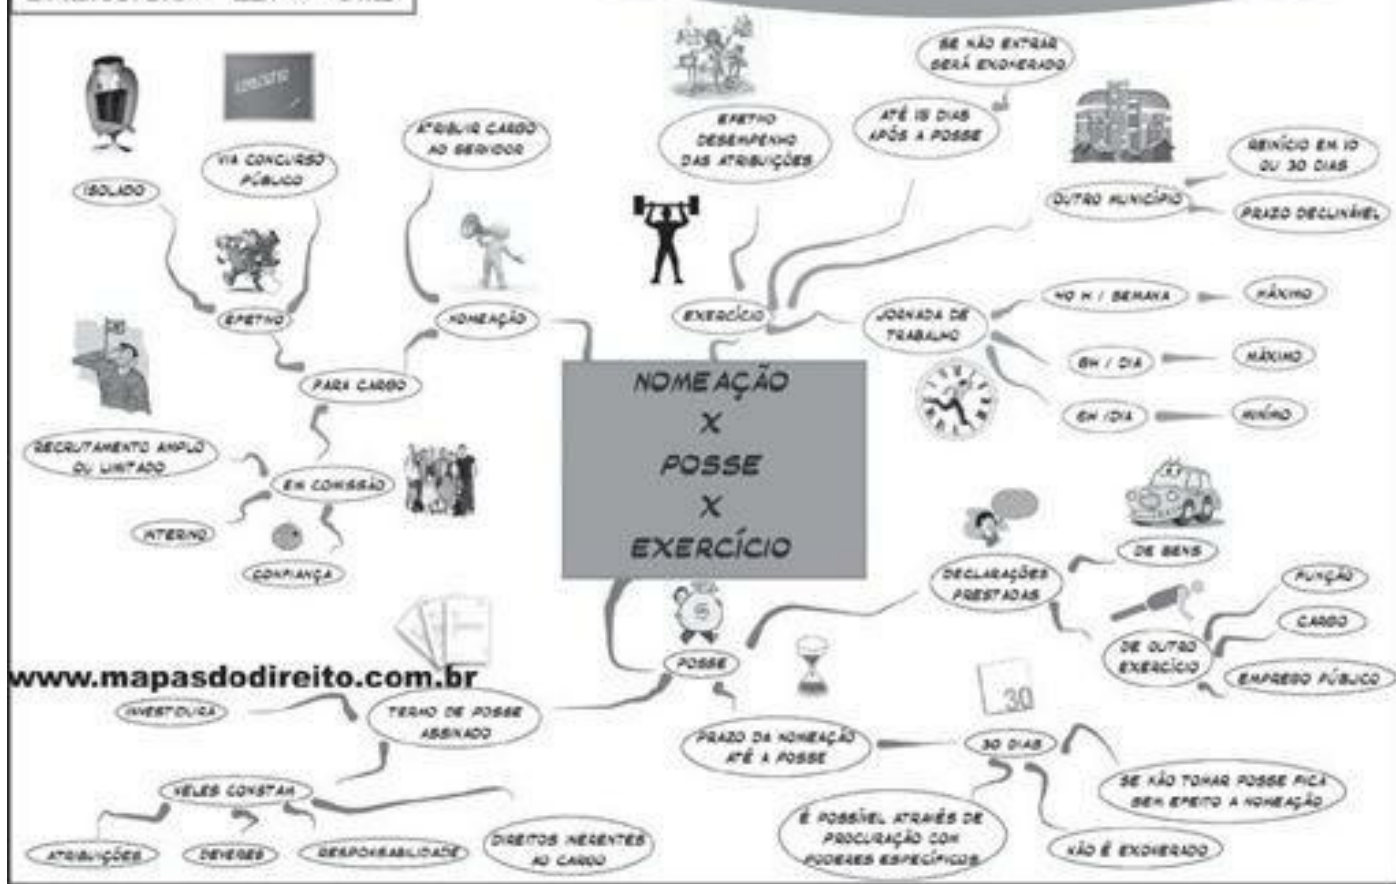 SE NÃO ENTRAR
SERÁ EXONERADO
CONCURSO
ATRIBUIR CARGO
AO SERVIDOR
EFETIVO
DESEMPENHO
DAS ATRIBUIÇÕES
ATÉ 15 DIAS
APÓS A POSSE
VIA CONCURSO
PÚBLICO
ISOLADO
REINÍCIO EM 10
OU 30 DIAS
OUTRO MUNICÍPIO
PRAZO DECLINÁVEL
EFETIVO
NOMEAÇÃO
EXERCÍCIO
JORNADA DE
TRABALHO
40 H / SEMANA
MÁXIMO
8H / DIA
MÁXIMO
6H /DIA
MINÍMO
PARA CARGO
NOMEAÇÃO
X
POSSE
X
EXERCÍCIO
RECRUTAMENTO AMPLO
OU LIMITADO
EM COMISSÃO
INTERINO
CONFIANÇA
DE BENS
DECLARAÇÕES
PRESTADAS
FUNÇÃO
CARGO
DE OUTRO
EXERCÍCIO
EMPREGO PÚBLICO
POSSE
www.mapasdodireito.com.br
INVESTIDURA
TERMO DE POSSE
ASSINADO
30
PRAZO DA NOMEAÇÃO
ATÉ A POSSE
30 DIAS
SE NÃO TOMAR POSSE FICA
SEM EFEITO A NOMEAÇÃO
NELES CONSTAM
É POSSÍVEL ATRAVÉS DE
PROCURAÇÃO COM
PODERES ESPECÍFICOS
NÃO É EXONERADO
ATRIBUIÇÕES
DEVERES
RESPONSABILIDADE
DIREITOS INERENTES
AO CARGO